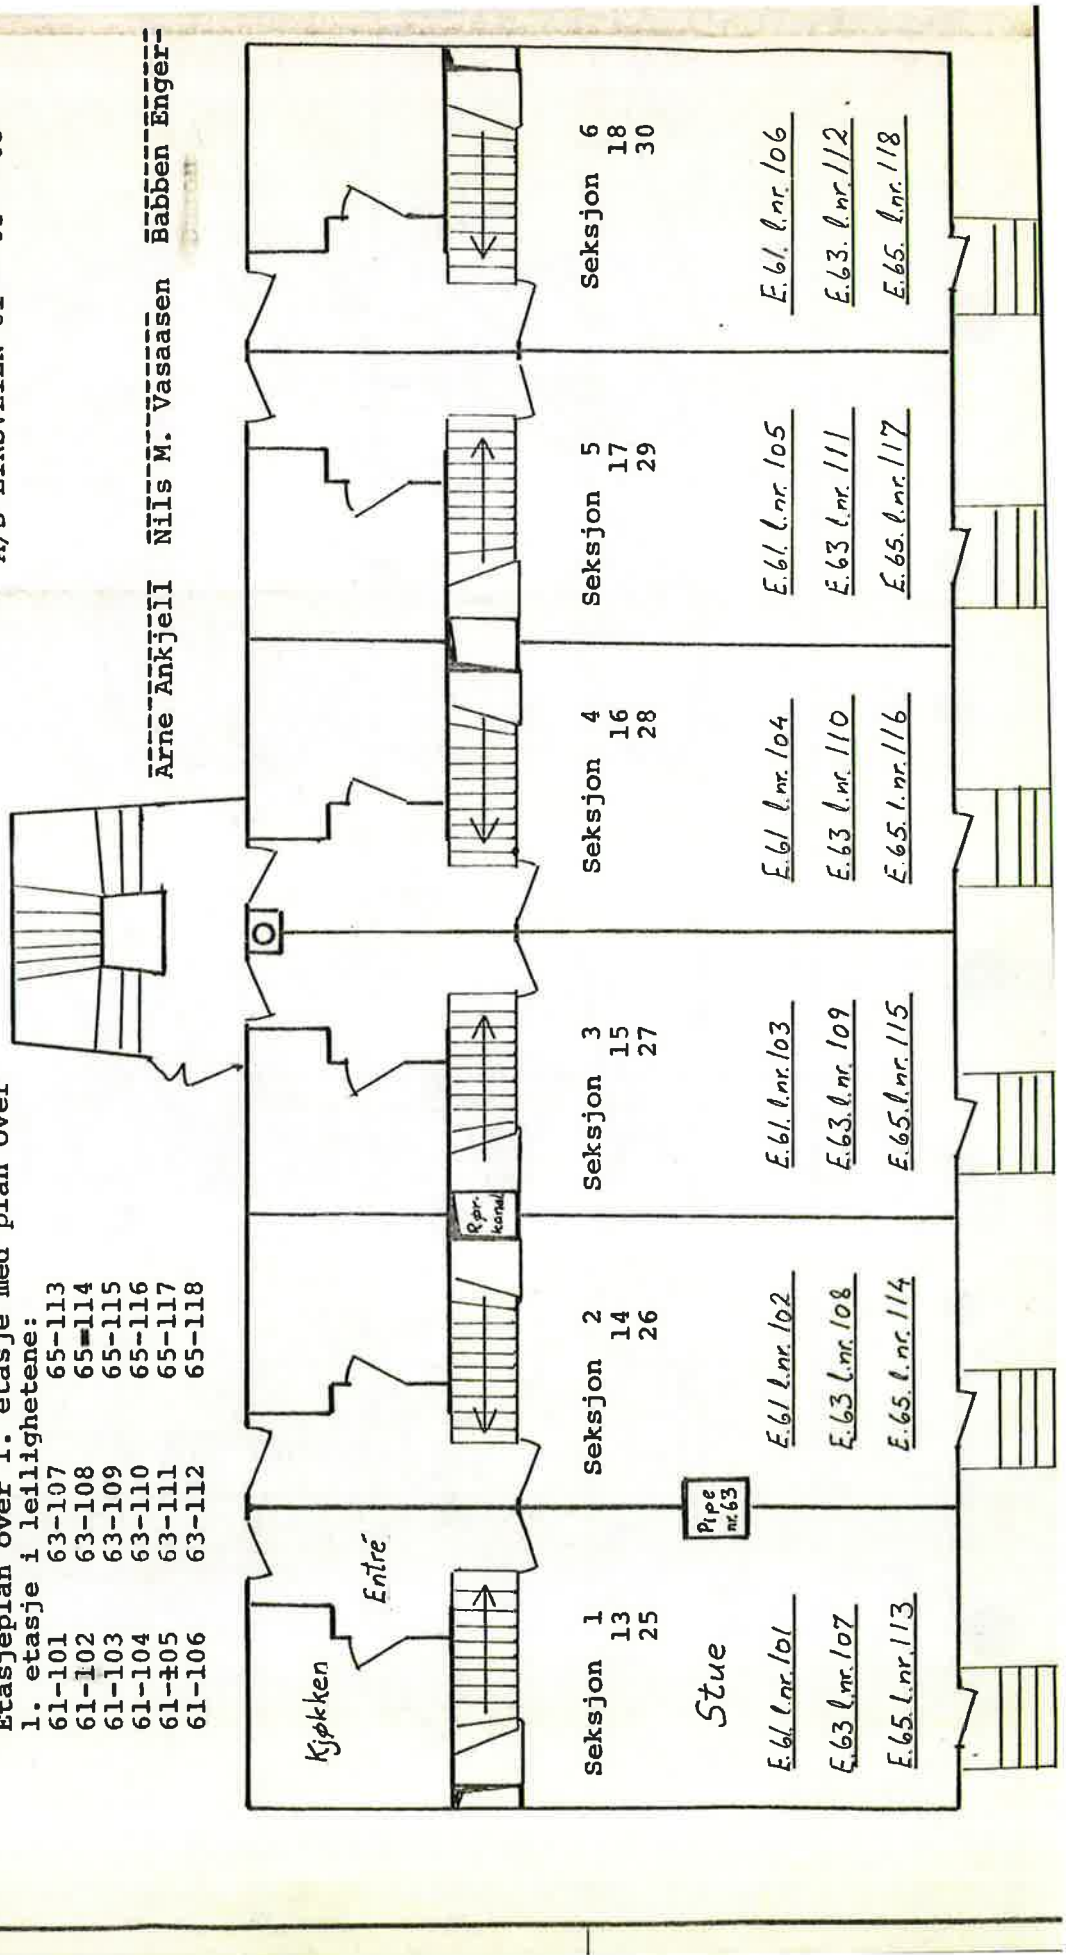 Etasjeplan over 1. etasje med plan over
1. etasje i leilighetene:
61-101 63-107 65-113
61-102 63-108 65=114
61-103 63-109 65-115
61-104 63-110 65-116
61-105 63-111 65-117
61-106 63-112 65-118
Arne Ankjell Nils M. Vasaasen Babben Enger-
Kjøkken
Entré
Rør-
kanal
Seksjon 1
13
25
Stue
E.61. l.nr.101
E.63 l.nr.107
E.65. l.nr.113
Pipe
nr.63
Seksjon 2
14
26
E.61 l.nr.102
E.63 l.nr.108
E.65. l.nr.114
Seksjon 3
15
27
E.61. l.nr.103
E.63. l.nr.109
E.65. l.nr.115
Seksjon 4
16
28
E.61 l.nr.104
E.63 l.nr.110
E.65. l.nr.116
Seksjon 5
17
29
E.61. l.nr.105
E.63 l.nr.111
E.65. l.nr.117
Seksjon 6
18
30
E.61. l.nr.106
E.63. l.nr.112
E.65. l.nr.118